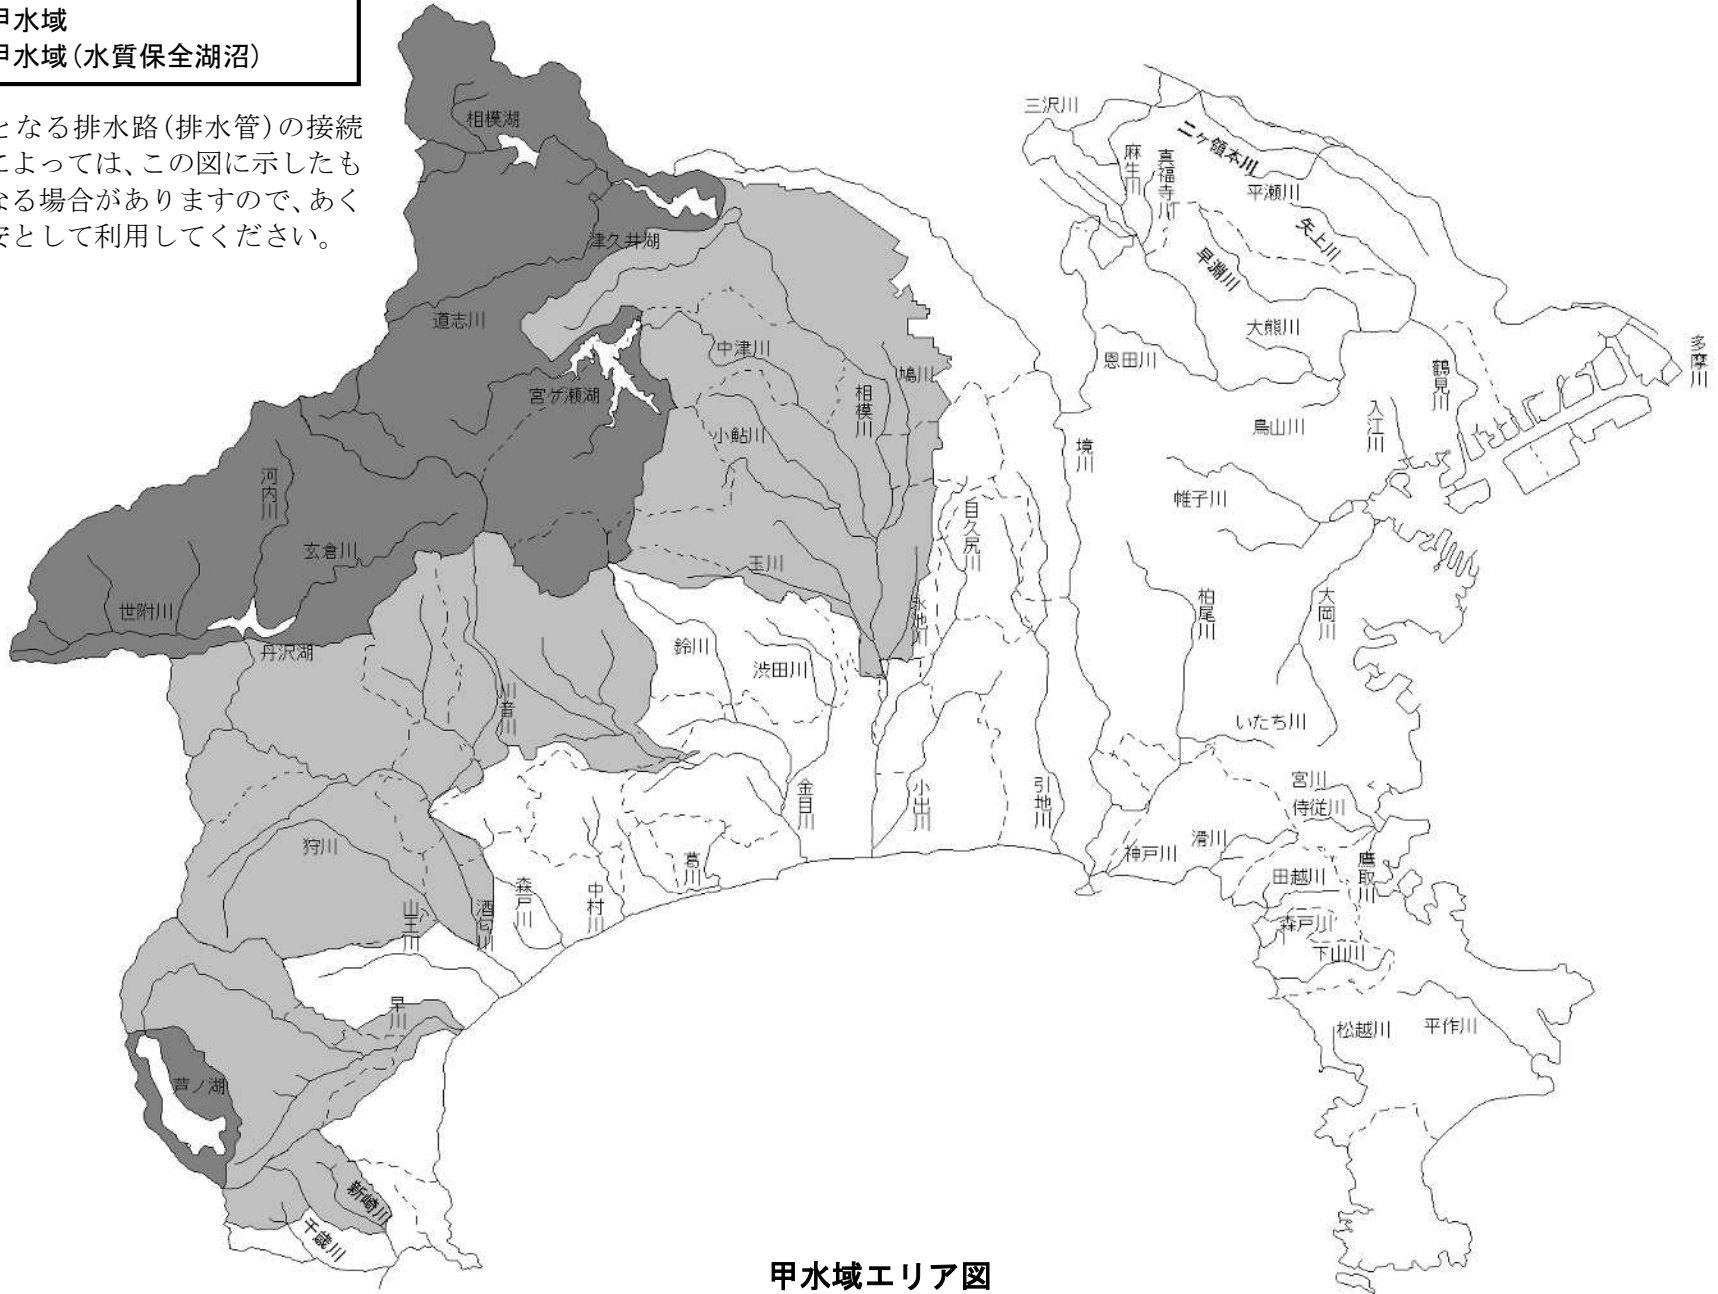 甲水域
甲水域(水質保全湖沼)
となる排水路(排水管)の接続
によっては、この図に示したも
なる場合がありますので、あく
安として利用してください。
相模湖
津久井湖
道志川
宮ケ瀬湖
中津川
鳩川
相模川
小鮎川
河内川
玄倉川
世附川
丹沢湖
玉川
永池川
目久尻川
鈴川
渋田川
川音川
金目川
小出川
引地川
狩川
山王川
酒匂川
森戸川
中村川
葛川
早川
芦ノ湖
新崎川
千歳川
三沢川
麻生川
真福寺川
二ケ領本川
平瀬川
矢上川
早淵川
大熊川
恩田川
鶴見川
多摩川
鳥山川
入江川
境川
帷子川
柏尾川
大岡川
いたち川
宮川
侍従川
滑川
神戸川
田越川
鷹取川
森戸川
下山川
松越川
平作川
甲水域エリア図